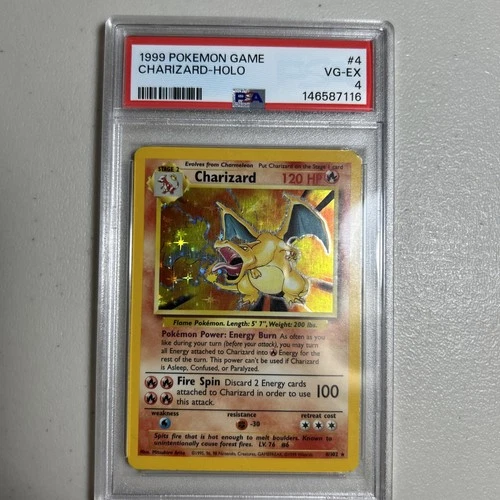 1999 POKEMON GAME #4
CHARIZARD-HOLO VG-EX
4
PSA 146587116
Evolves from Charmeleon Put Charizard on the Stage 1 card
STAGE 2
Charizard 120 HP
Flame Pokémon. Length: 5' 7", Weight: 200 lbs.
Pokémon Power: Energy Burn As often as you
like during your turn (before your attack), you may turn
all Energy attached to Charizard into Energy for the
rest of the turn. This power can't be used if Charizard
is Asleep, Confused, or Paralyzed.
Fire Spin Discard 2 Energy cards
attached to Charizard in order to use 100
this attack.
weakness resistance retreat cost
-30
Spits fire that is hot enough to melt boulders. Known to
unintentionally cause forest fires. LV. 76 #6